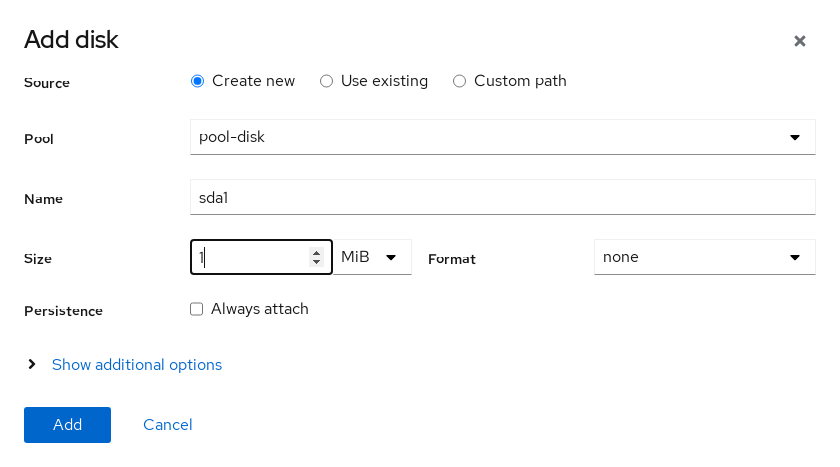 Add disk
Source Create new Use existing Custom path
Pool pool-disk
Name sda1
Size 1 MiB Format none
Persistence Always attach
Show additional options
Add Cancel